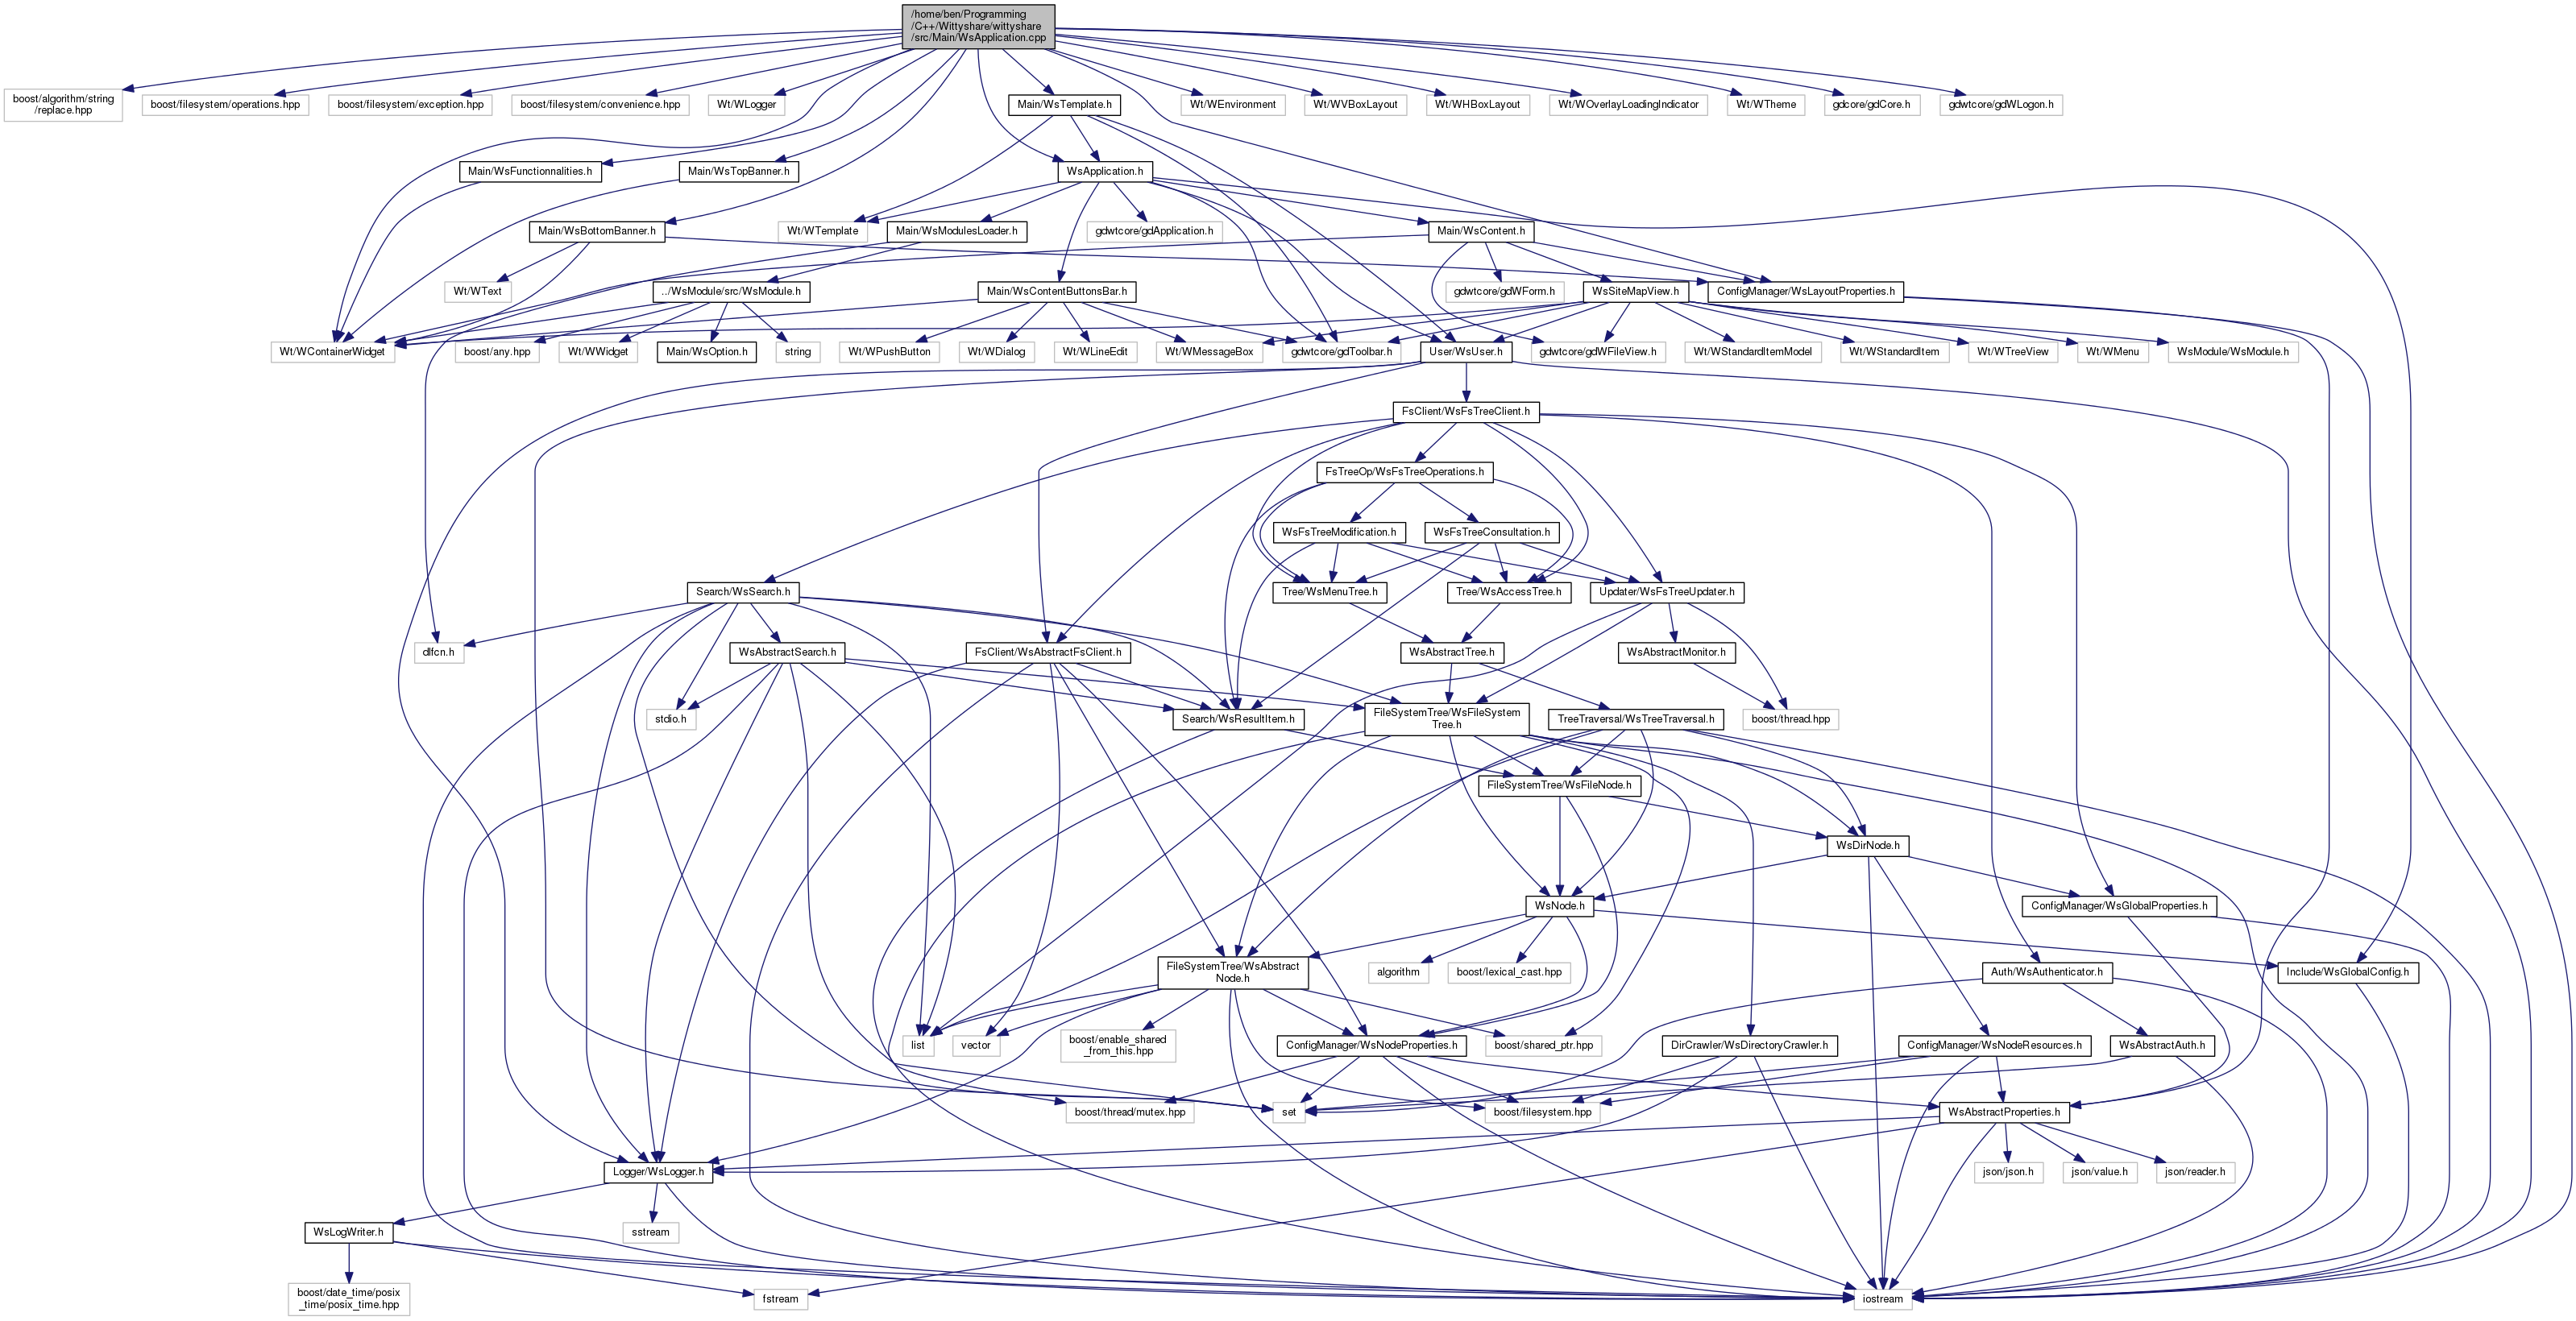 /home/ben/Programming
/C++/Wittyshare/wittyshare
/src/Main/WsApplication.cpp
boost/algorithm/string
/replace.hpp
boost/filesystem/operations.hpp
boost/filesystem/exception.hpp
boost/filesystem/convenience.hpp
Wt/WLogger
Main/WsTemplate.h
Wt/WEnvironment
Wt/WVBoxLayout
Wt/WHBoxLayout
Wt/WOverlayLoadingIndicator
Wt/WTheme
gdcore/gdCore.h
gdwtcore/gdWLogon.h
Main/WsFunctionnalities.h
Main/WsTopBanner.h
WsApplication.h
Main/WsBottomBanner.h
Wt/WTemplate
Main/WsModulesLoader.h
gdwtcore/gdApplication.h
Main/WsContent.h
Wt/WText
../WsModule/src/WsModule.h
Main/WsContentButtonsBar.h
gdwtcore/gdWForm.h
WsSiteMapView.h
ConfigManager/WsLayoutProperties.h
Wt/WContainerWidget
boost/any.hpp
Wt/WWidget
Main/WsOption.h
string
Wt/WPushButton
Wt/WDialog
Wt/WLineEdit
Wt/WMessageBox
gdwtcore/gdToolbar.h
User/WsUser.h
gdwtcore/gdWFileView.h
Wt/WStandardItemModel
Wt/WStandardItem
Wt/WTreeView
Wt/WMenu
WsModule/WsModule.h
FsClient/WsFsTreeClient.h
FsTreeOp/WsFsTreeOperations.h
WsFsTreeModification.h
WsFsTreeConsultation.h
Search/WsSearch.h
Tree/WsMenuTree.h
Tree/WsAccessTree.h
Updater/WsFsTreeUpdater.h
dlfcn.h
WsAbstractSearch.h
FsClient/WsAbstractFsClient.h
WsAbstractTree.h
WsAbstractMonitor.h
stdio.h
Search/WsResultItem.h
FileSystemTree/WsFileSystem
Tree.h
TreeTraversal/WsTreeTraversal.h
boost/thread.hpp
FileSystemTree/WsFileNode.h
WsDirNode.h
WsNode.h
ConfigManager/WsGlobalProperties.h
FileSystemTree/WsAbstract
Node.h
algorithm
boost/lexical_cast.hpp
Auth/WsAuthenticator.h
Include/WsGlobalConfig.h
list
vector
boost/enable_shared
_from_this.hpp
ConfigManager/WsNodeProperties.h
boost/shared_ptr.hpp
DirCrawler/WsDirectoryCrawler.h
ConfigManager/WsNodeResources.h
WsAbstractAuth.h
boost/thread/mutex.hpp
set
boost/filesystem.hpp
WsAbstractProperties.h
Logger/WsLogger.h
json/json.h
json/value.h
json/reader.h
WsLogWriter.h
sstream
boost/date_time/posix
_time/posix_time.hpp
fstream
iostream